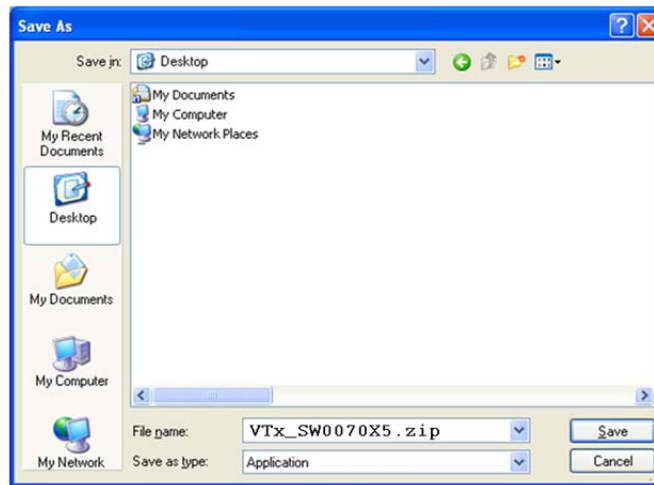 Save As
Save in:
Desktop
My Recent
Documents
Desktop
My Documents
My Computer
My Network
My Documents
My Computer
My Network Places
File name:
VTx_SW0070X5.zip
Save
Save as type:
Application
Cancel